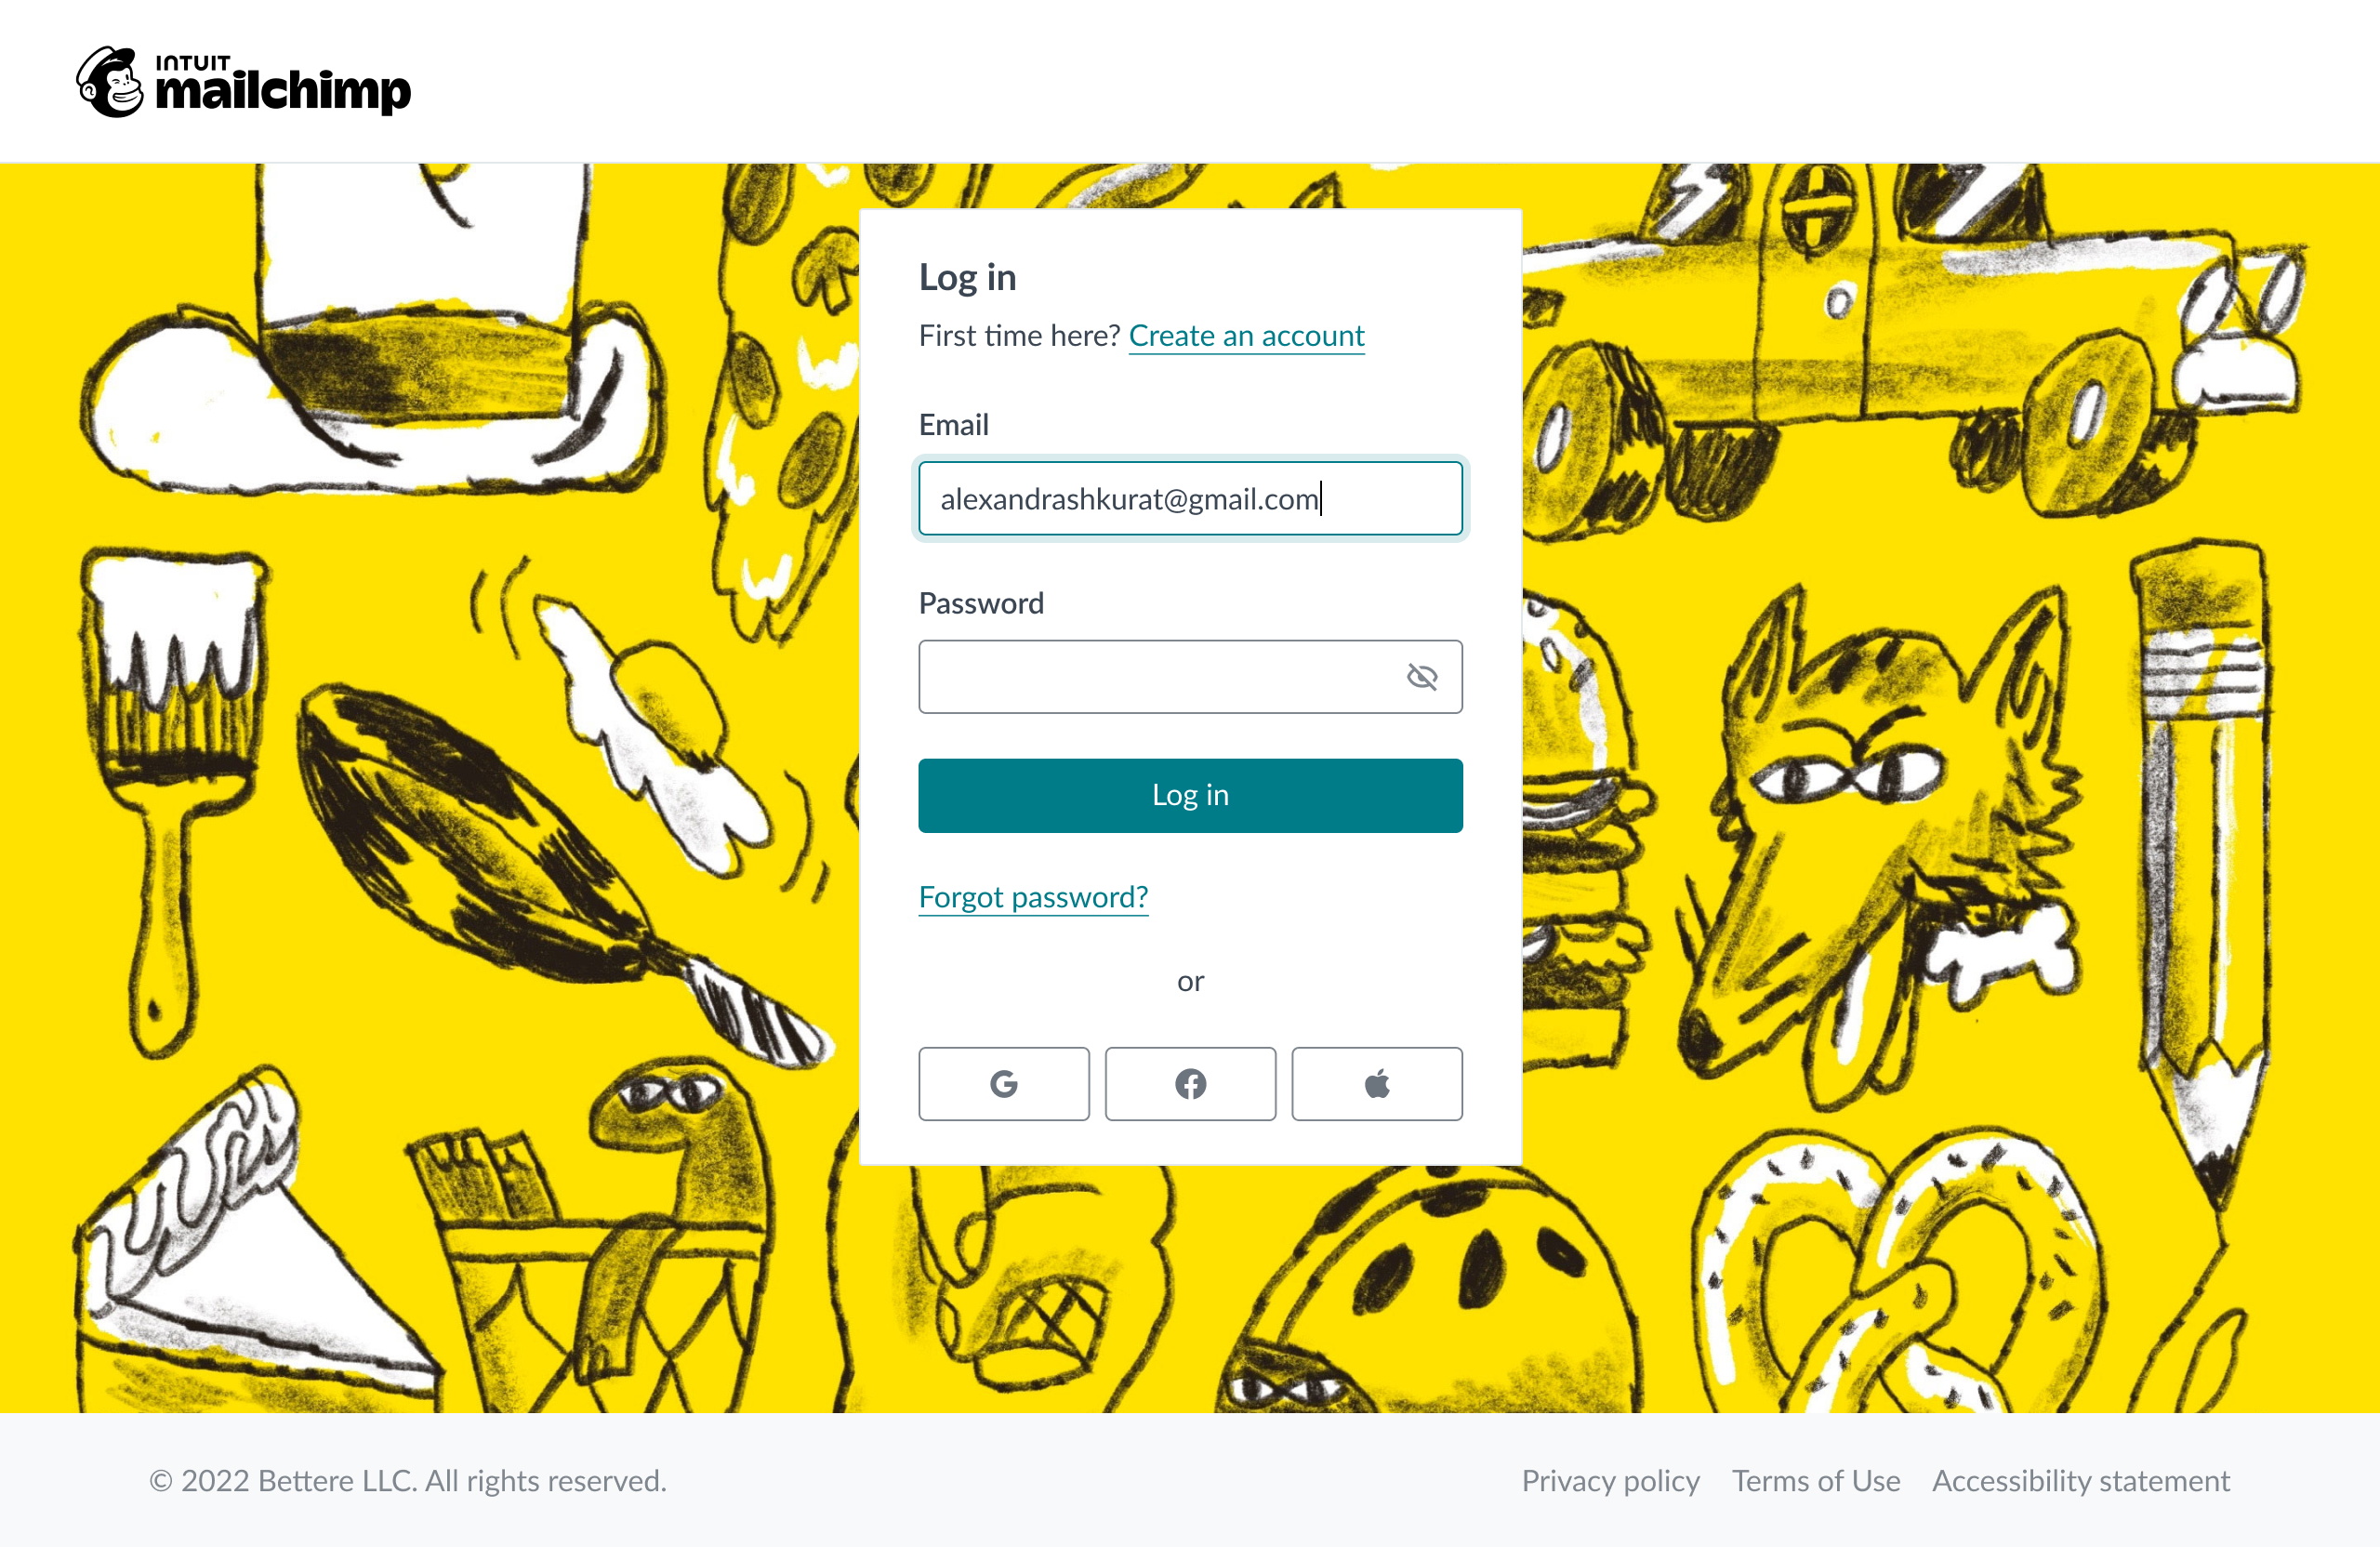 INTUIT
mailchimp
Log in
First time here? Create an account
Email
alexandrashkurat@gmail.com
Password
Log in
Forgot password?
or
© 2022 Bettere LLC. All rights reserved.
Privacy policy Terms of Use Accessibility statement